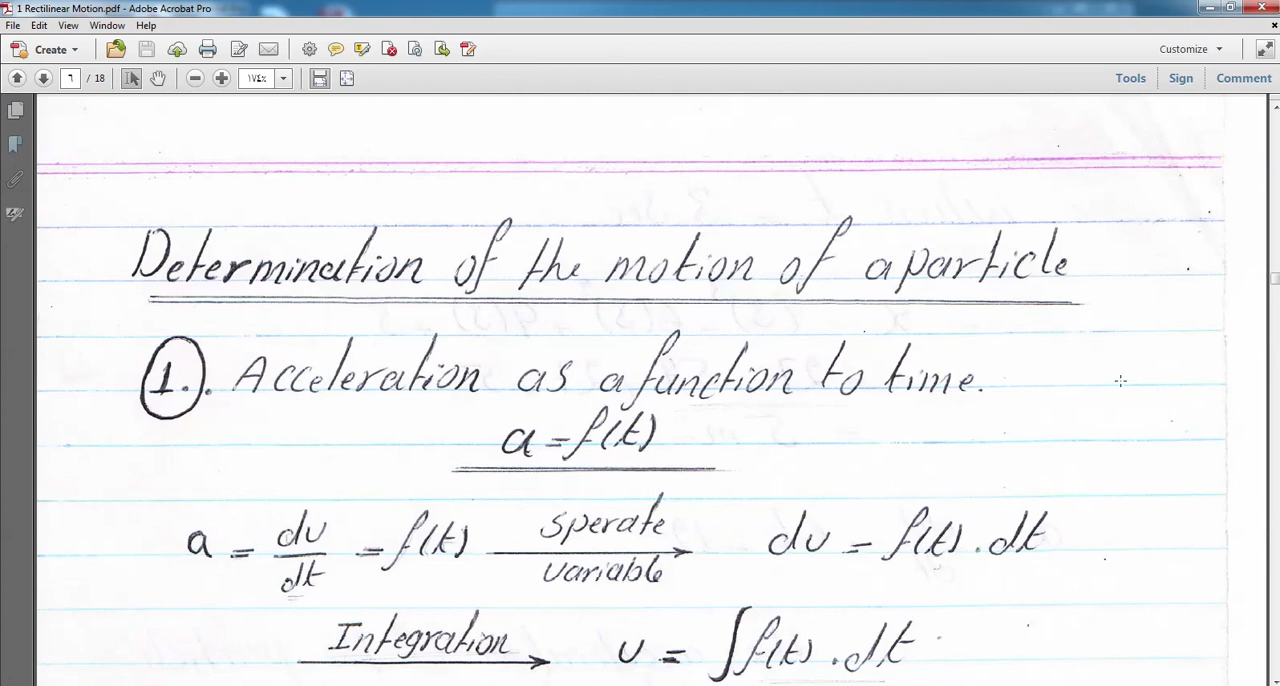 1 Rectilinear Motion.pdf - Adobe Acrobat Pro
File Edit View Window Help
Create Customize
٦ / 18 ١٧٤% Tools Sign Comment
Determination of the motion of a particle
1. Acceleration as a function to time.
a = f(t)
a = dv/dt = f(t) sperate variable dv = f(t) . dt
Integration v = ∫f(t) . dt